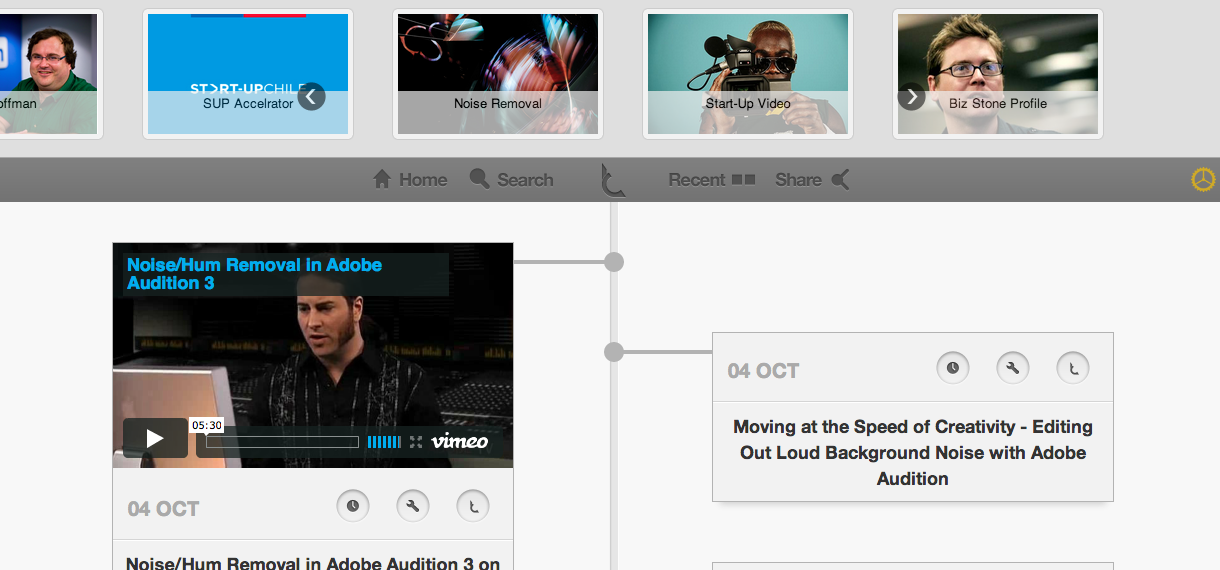 offman
ST>RT-UPCHILE
SUP Accelrator
Noise Removal
Start-Up Video
Biz Stone Profile
Home
Search
Recent
Share
Noise/Hum Removal in Adobe
Audition 3
05:30
vimeo
04 OCT
Noise/Hum Removal in Adobe Audition 3 on
04 OCT
Moving at the Speed of Creativity - Editing
Out Loud Background Noise with Adobe
Audition